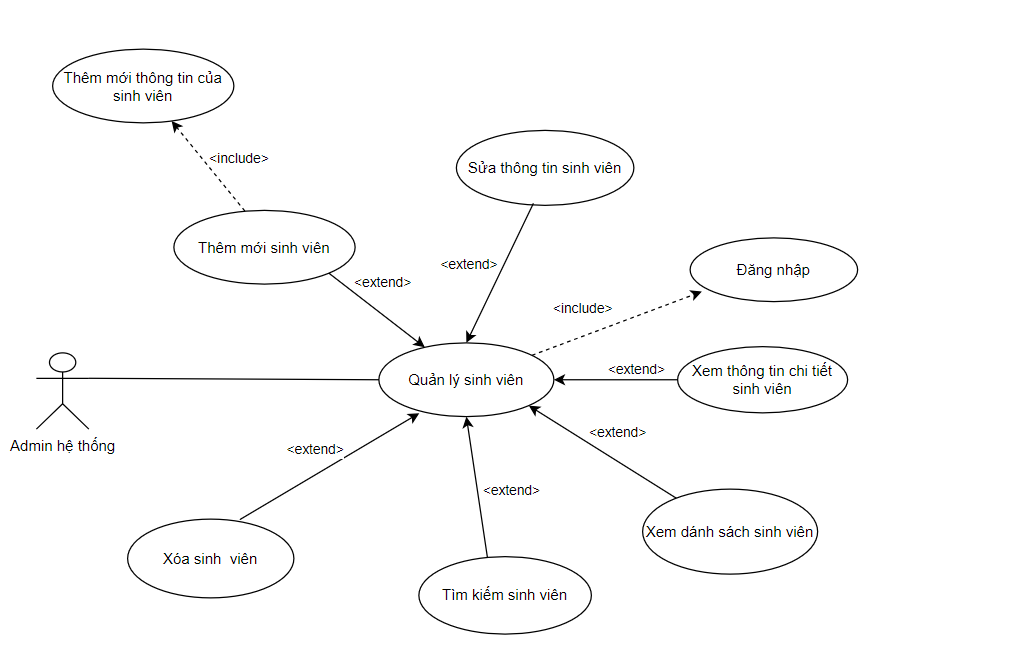 Thêm mới thông tin của
sinh viên
<include>
Sửa thông tin sinh viên
Thêm mới sinh viên
<extend>
<extend>
Đăng nhập
<include>
Quản lý sinh viên
<extend>
Xem thông tin chi tiết
sinh viên
Admin hệ thống
<extend>
<extend>
<extend>
Xem dánh sách sinh viên
Xóa sinh  viên
Tìm kiếm sinh viên